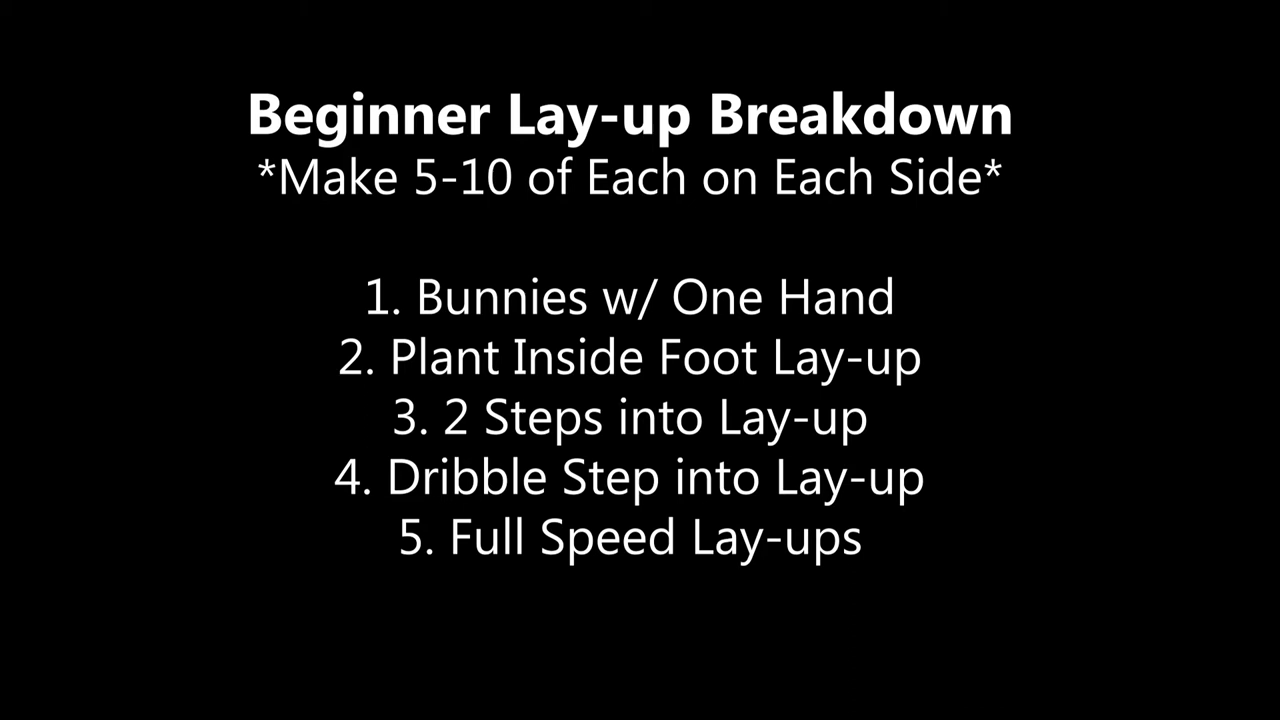 Beginner Lay-up Breakdown
*Make 5-10 of Each on Each Side*
1. Bunnies w/ One Hand
2. Plant Inside Foot Lay-up
3. 2 Steps into Lay-up
4. Dribble Step into Lay-up
5. Full Speed Lay-ups